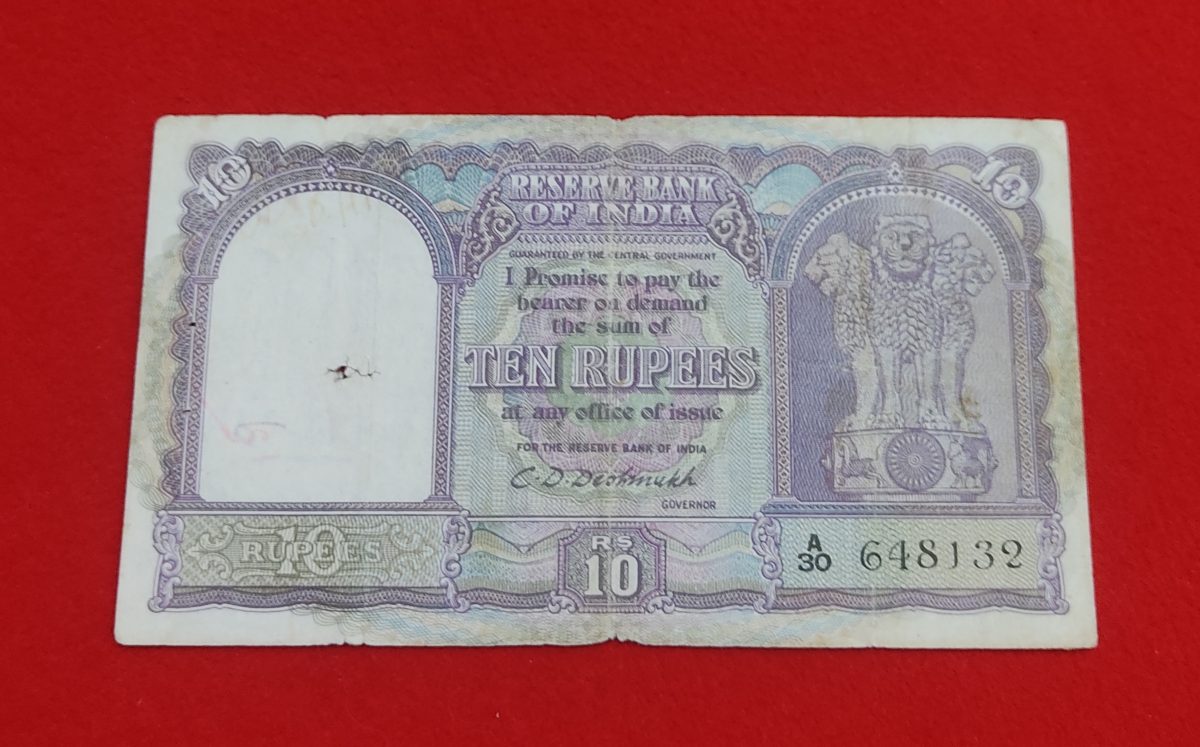 10
10
RESERVE BANK
OF INDIA
GUARANTEED BY THE CENTRAL GOVERNMENT
I Promise to pay the
bearer on demand
the sum of
TEN RUPEES
at any office of issue
FOR THE RESERVE BANK OF INDIA
C.D. Deshmukh
GOVERNOR
10
RUPEES
RS
10
A
30 648132